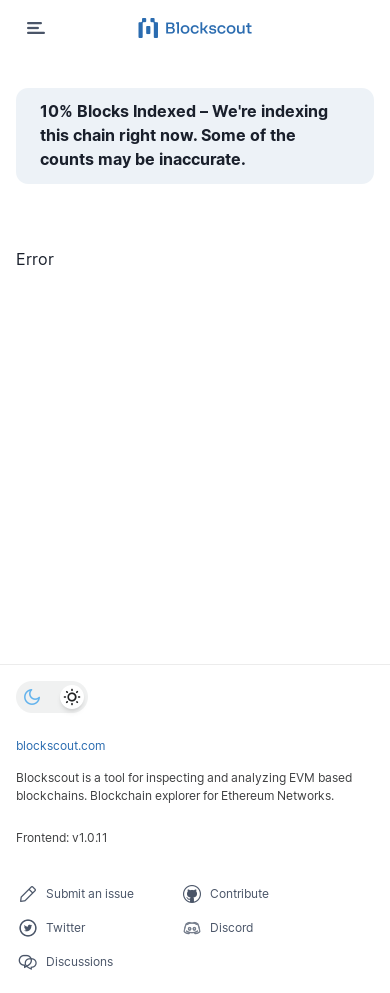 Blockscout
10% Blocks Indexed – We're indexing
this chain right now. Some of the
counts may be inaccurate.
Error
blockscout.com
Blockscout is a tool for inspecting and analyzing EVM based
blockchains. Blockchain explorer for Ethereum Networks.
Frontend: v1.0.11
Submit an issue
Contribute
Twitter
Discord
Discussions